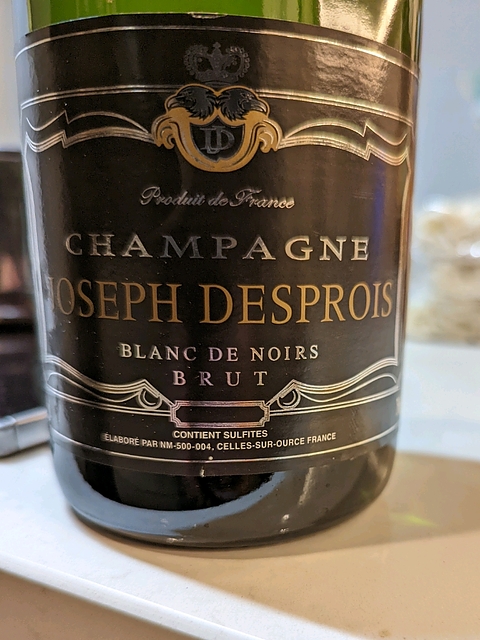 JD
Produit de France
CHAMPAGNE
JOSEPH DESPROIS
BLANC DE NOIRS
BRUT
CONTIENT SULFITES
ELABORÉ PAR NM-500-004, CELLES-SUR-OURCE FRANCE